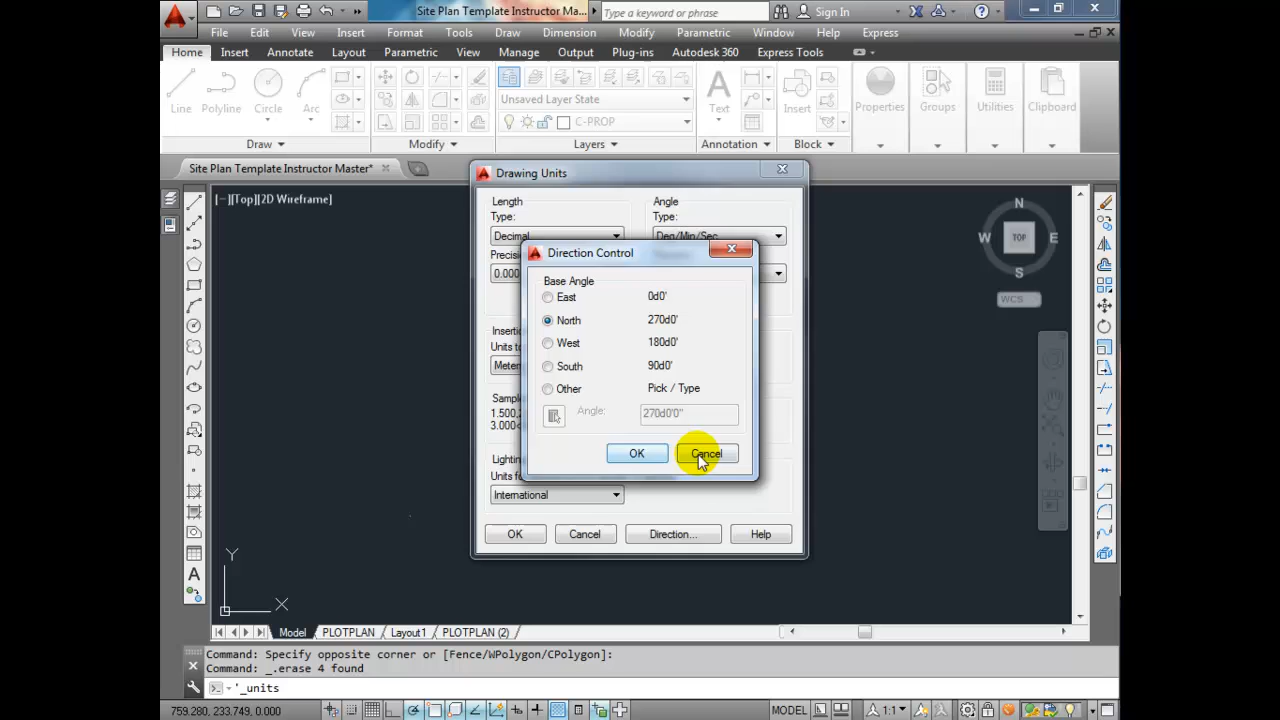 Site Plan Template Instructor Ma...
Type a keyword or phrase
Sign In
File Edit View Insert Format Tools Draw Dimension Modify Parametric Window Help Express
Home Insert Annotate Layout Parametric View Manage Output Plug-ins Autodesk 360 Express Tools
Line Polyline Circle Arc
Unsaved Layer State
C-PROP
Text Insert Properties Groups Utilities Clipboard
Draw Modify Layers Annotation Block
Site Plan Template Instructor Master*
[−][Top][2D Wireframe]
N
W TOP E
S
WCS
Drawing Units
Length Angle
Type: Type:
Decimal Deg/Min/Sec
0.000
Direction Control
Base Angle
East 0d0'
North 270d0'
West 180d0'
South 90d0'
Other Pick / Type
Angle: 270d0'0"
OK Cancel
International
OK Cancel Direction... Help
Y
X
Model PLOTPLAN Layout1 PLOTPLAN (2)
Command: Specify opposite corner or [Fence/WPolygon/CPolygon]:
Command: _.erase 4 found
'_units
759.280, 233.749, 0.000 MODEL 1:1